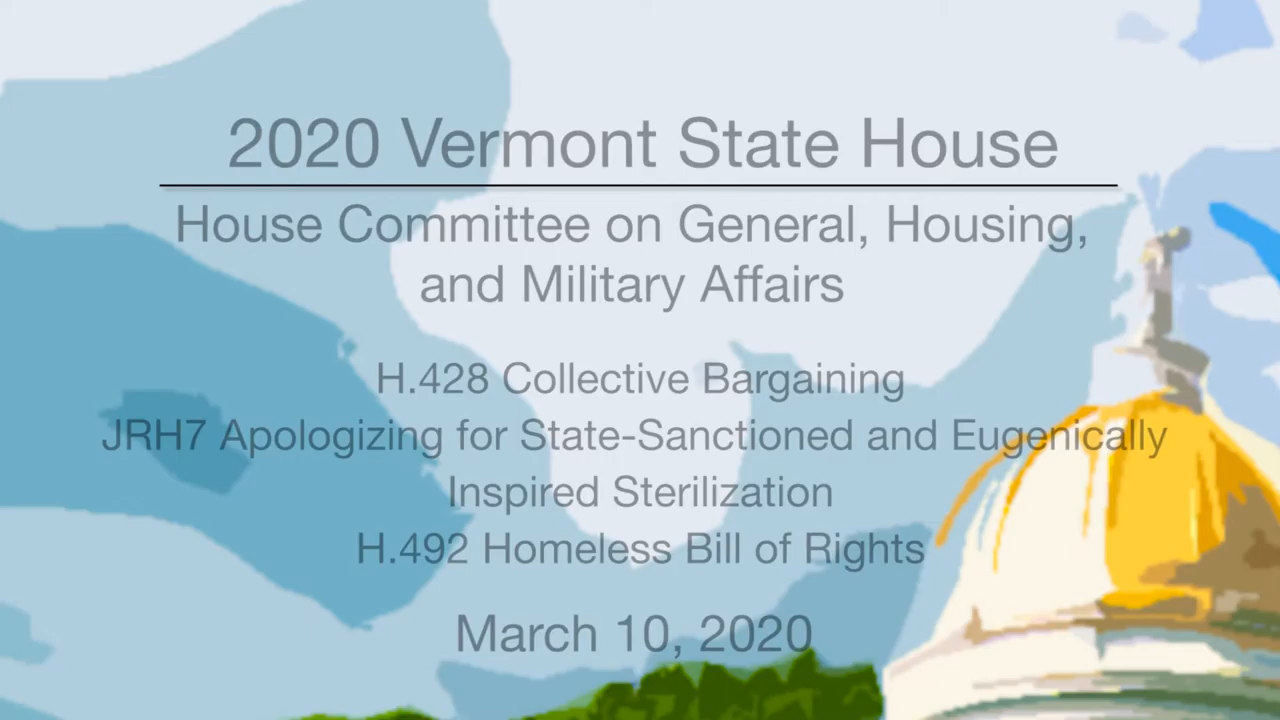 2020 Vermont State House
House Committee on General, Housing,
and Military Affairs
H.428 Collective Bargaining
JRH7 Apologizing for State-Sanctioned and Eugenically
Inspired Sterilization
H.492 Homeless Bill of Rights
March 10, 2020